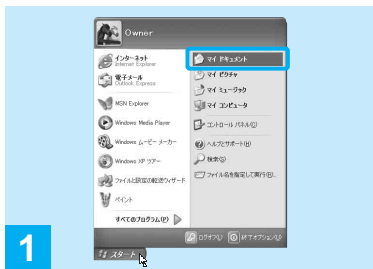 Owner
インターネット
Internet Explorer
電子メール
Outlook Express
MSN Explorer
Windows Media Player
Windows ムービー メーカー
Windows XP ツアー
ファイルと設定の転送ウィザード
ペイント
すべてのプログラム(P)
マイ ドキュメント
マイ ピクチャ
マイ ミュージック
マイ コンピュータ
コントロール パネル(C)
ヘルプとサポート(H)
検索(S)
ファイル名を指定して実行(R)...
ログオフ(L)
終了オプション(U)
スタート
1